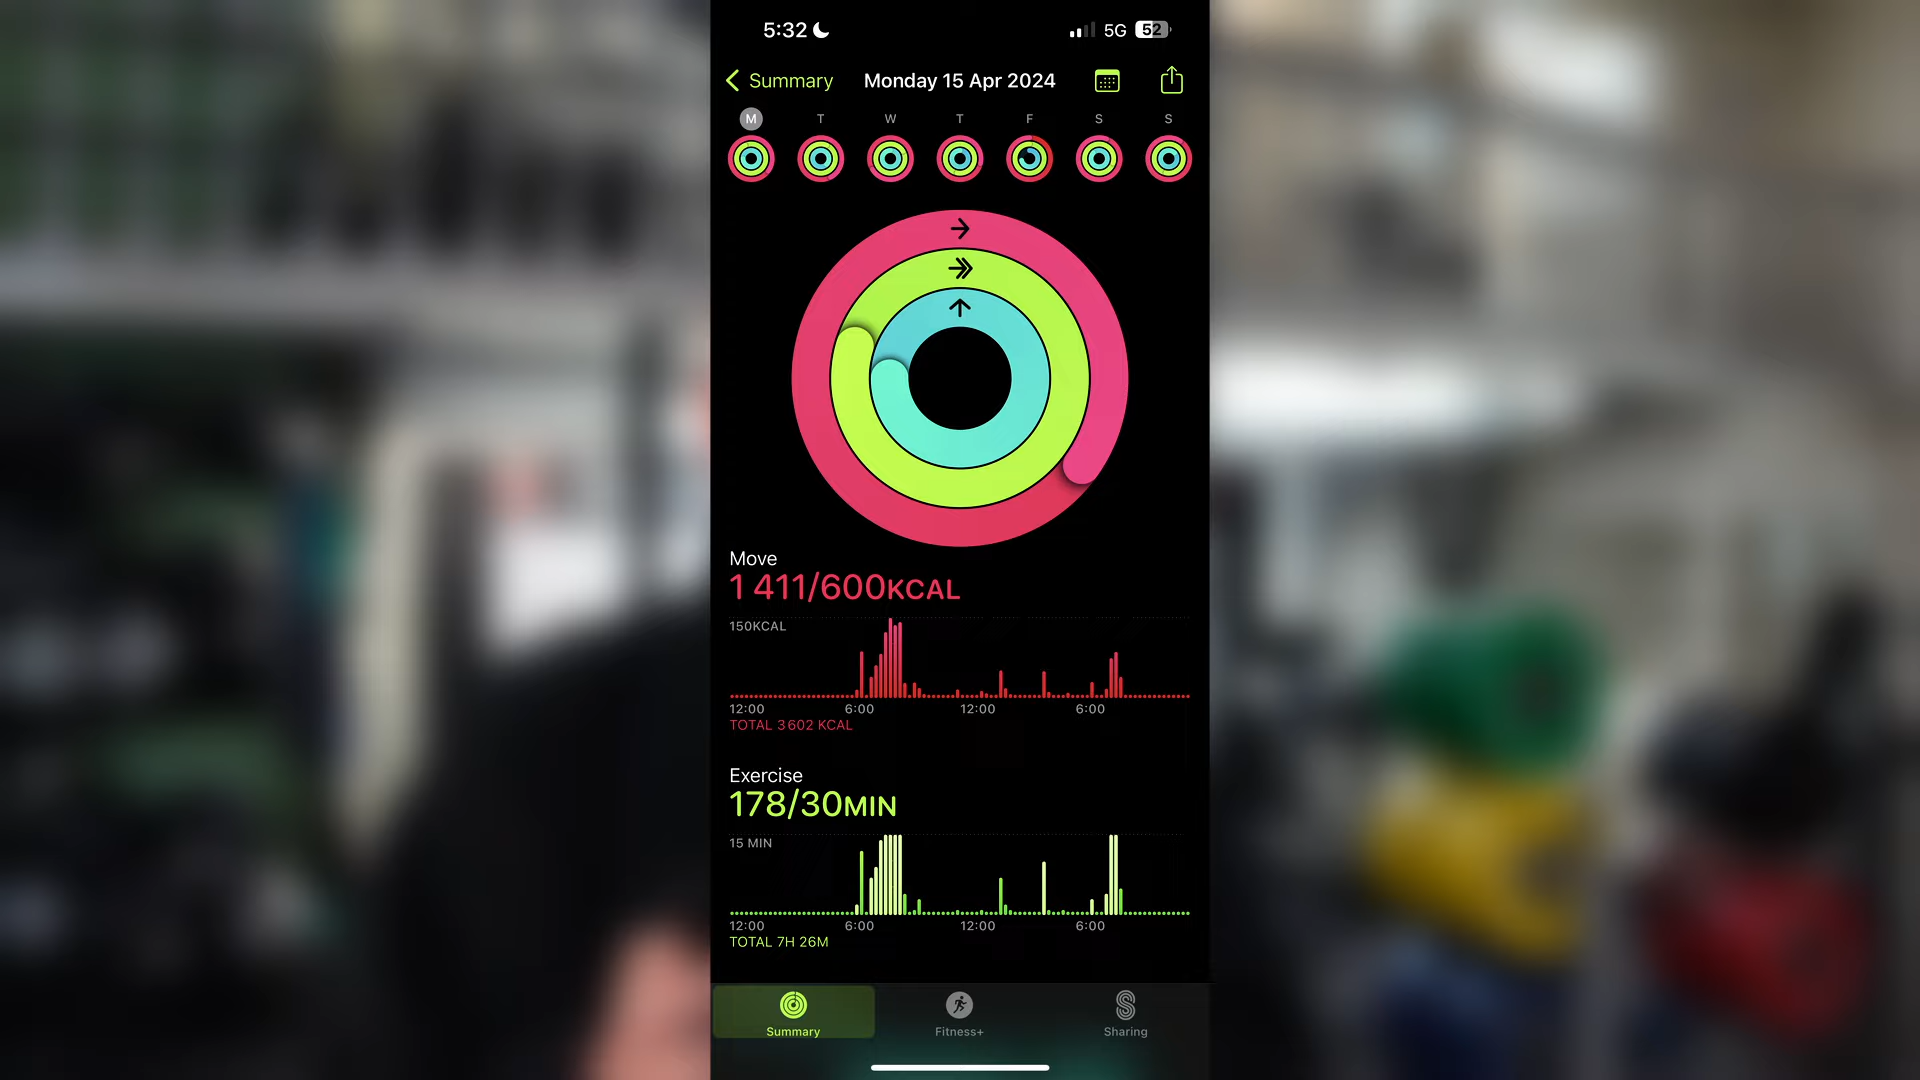 5:32 5G 52
Summary Monday 15 Apr 2024
M T W T F S S
Move
1 411/600KCAL
150KCAL
12:00 6:00 12:00 6:00
TOTAL 3 602 KCAL
Exercise
178/30MIN
15 MIN
12:00 6:00 12:00 6:00
TOTAL 7H 26M
Summary Fitness+ Sharing